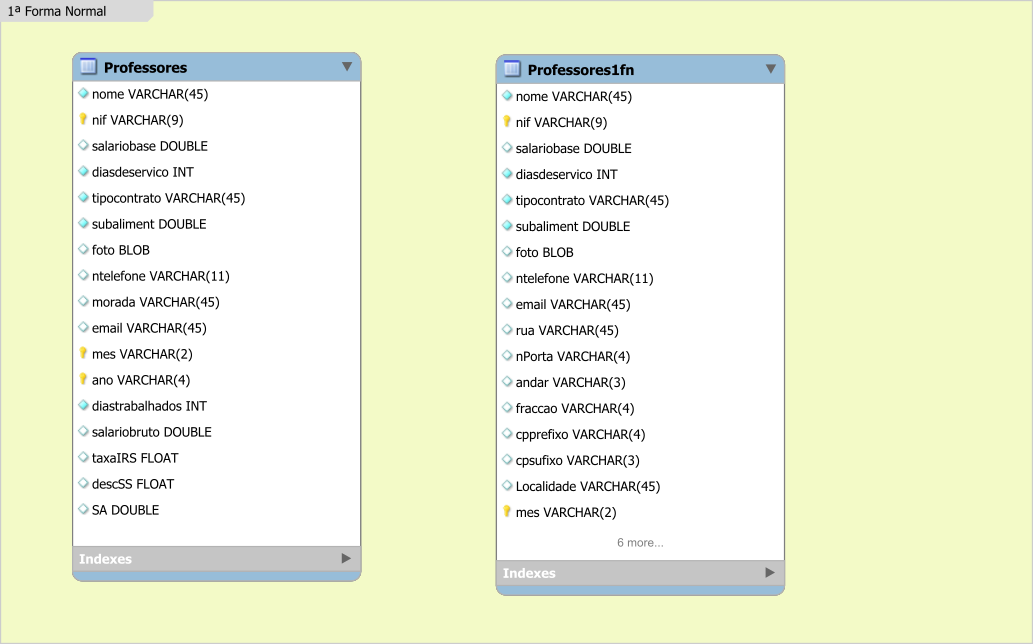 1ª Forma Normal
Professores
nome VARCHAR(45)
nif VARCHAR(9)
salariobase DOUBLE
diasdeservico INT
tipocontrato VARCHAR(45)
subaliment DOUBLE
foto BLOB
ntelefone VARCHAR(11)
morada VARCHAR(45)
email VARCHAR(45)
mes VARCHAR(2)
ano VARCHAR(4)
diastrabalhados INT
salariobruto DOUBLE
taxaIRS FLOAT
descSS FLOAT
SA DOUBLE
Indexes
Professores1fn
nome VARCHAR(45)
nif VARCHAR(9)
salariobase DOUBLE
diasdeservico INT
tipocontrato VARCHAR(45)
subaliment DOUBLE
foto BLOB
ntelefone VARCHAR(11)
email VARCHAR(45)
rua VARCHAR(45)
nPorta VARCHAR(4)
andar VARCHAR(3)
fraccao VARCHAR(4)
cpprefixo VARCHAR(4)
cpsufixo VARCHAR(3)
Localidade VARCHAR(45)
mes VARCHAR(2)
6 more...
Indexes